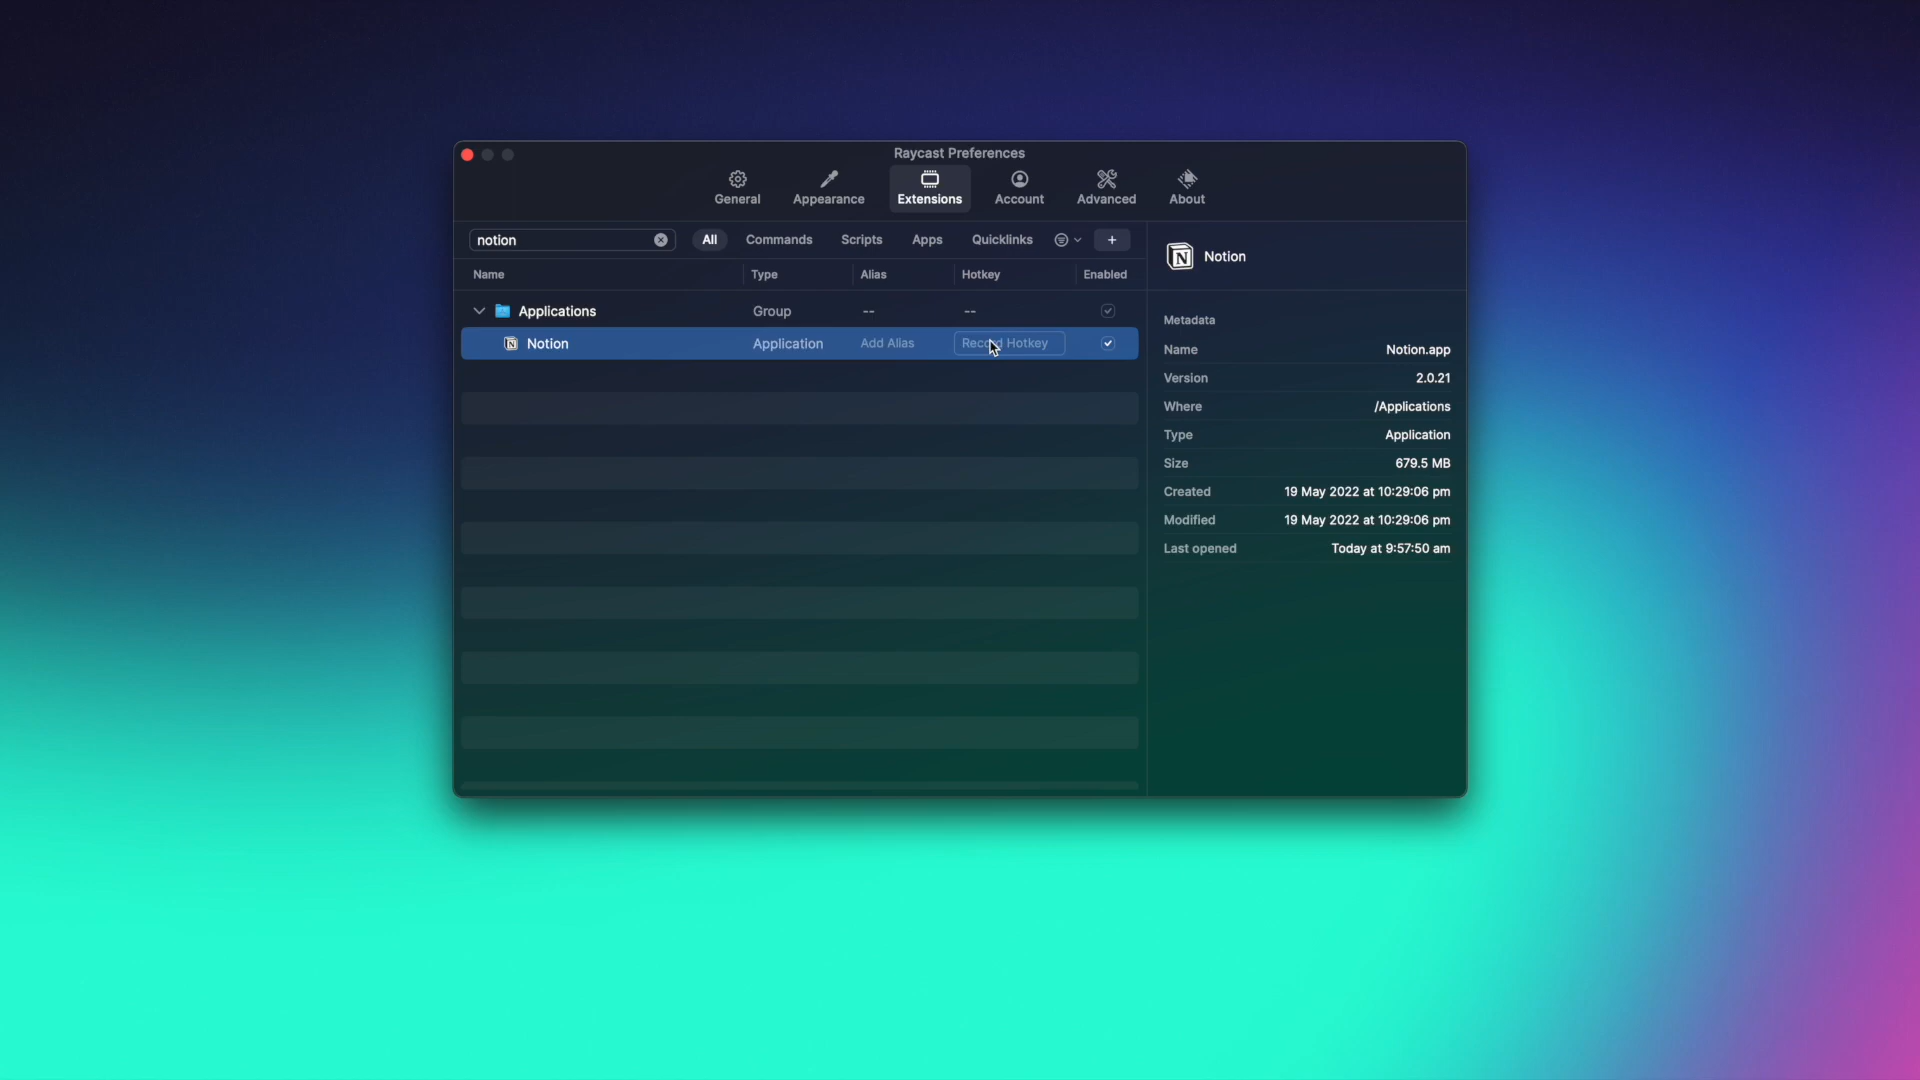 Raycast Preferences
General Appearance Extensions Account Advanced About
notion All Commands Scripts Apps Quicklinks +
Name Type Alias Hotkey Enabled
Applications Group -- --
Notion Application Add Alias Record Hotkey
Notion
Metadata
Name Notion.app
Version 2.0.21
Where /Applications
Type Application
Size 679.5 MB
Created 19 May 2022 at 10:29:06 pm
Modified 19 May 2022 at 10:29:06 pm
Last opened Today at 9:57:50 am